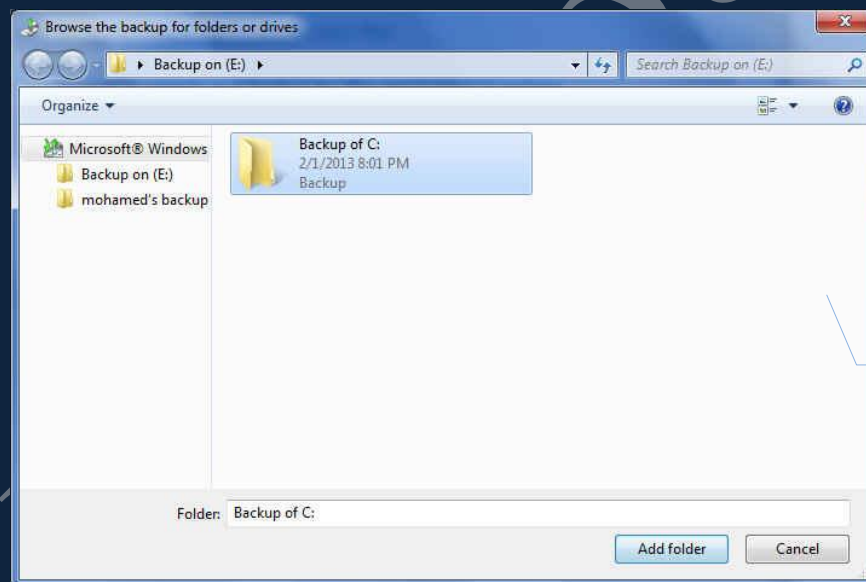 Browse the backup for folders or drives
Backup on (E:)
Search Backup on (E:)
Organize
Microsoft® Windows
Backup on (E:)
mohamed's backup
Backup of C:
2/1/2013 8:01 PM
Backup
Folder: Backup of C:
Add folder Cancel